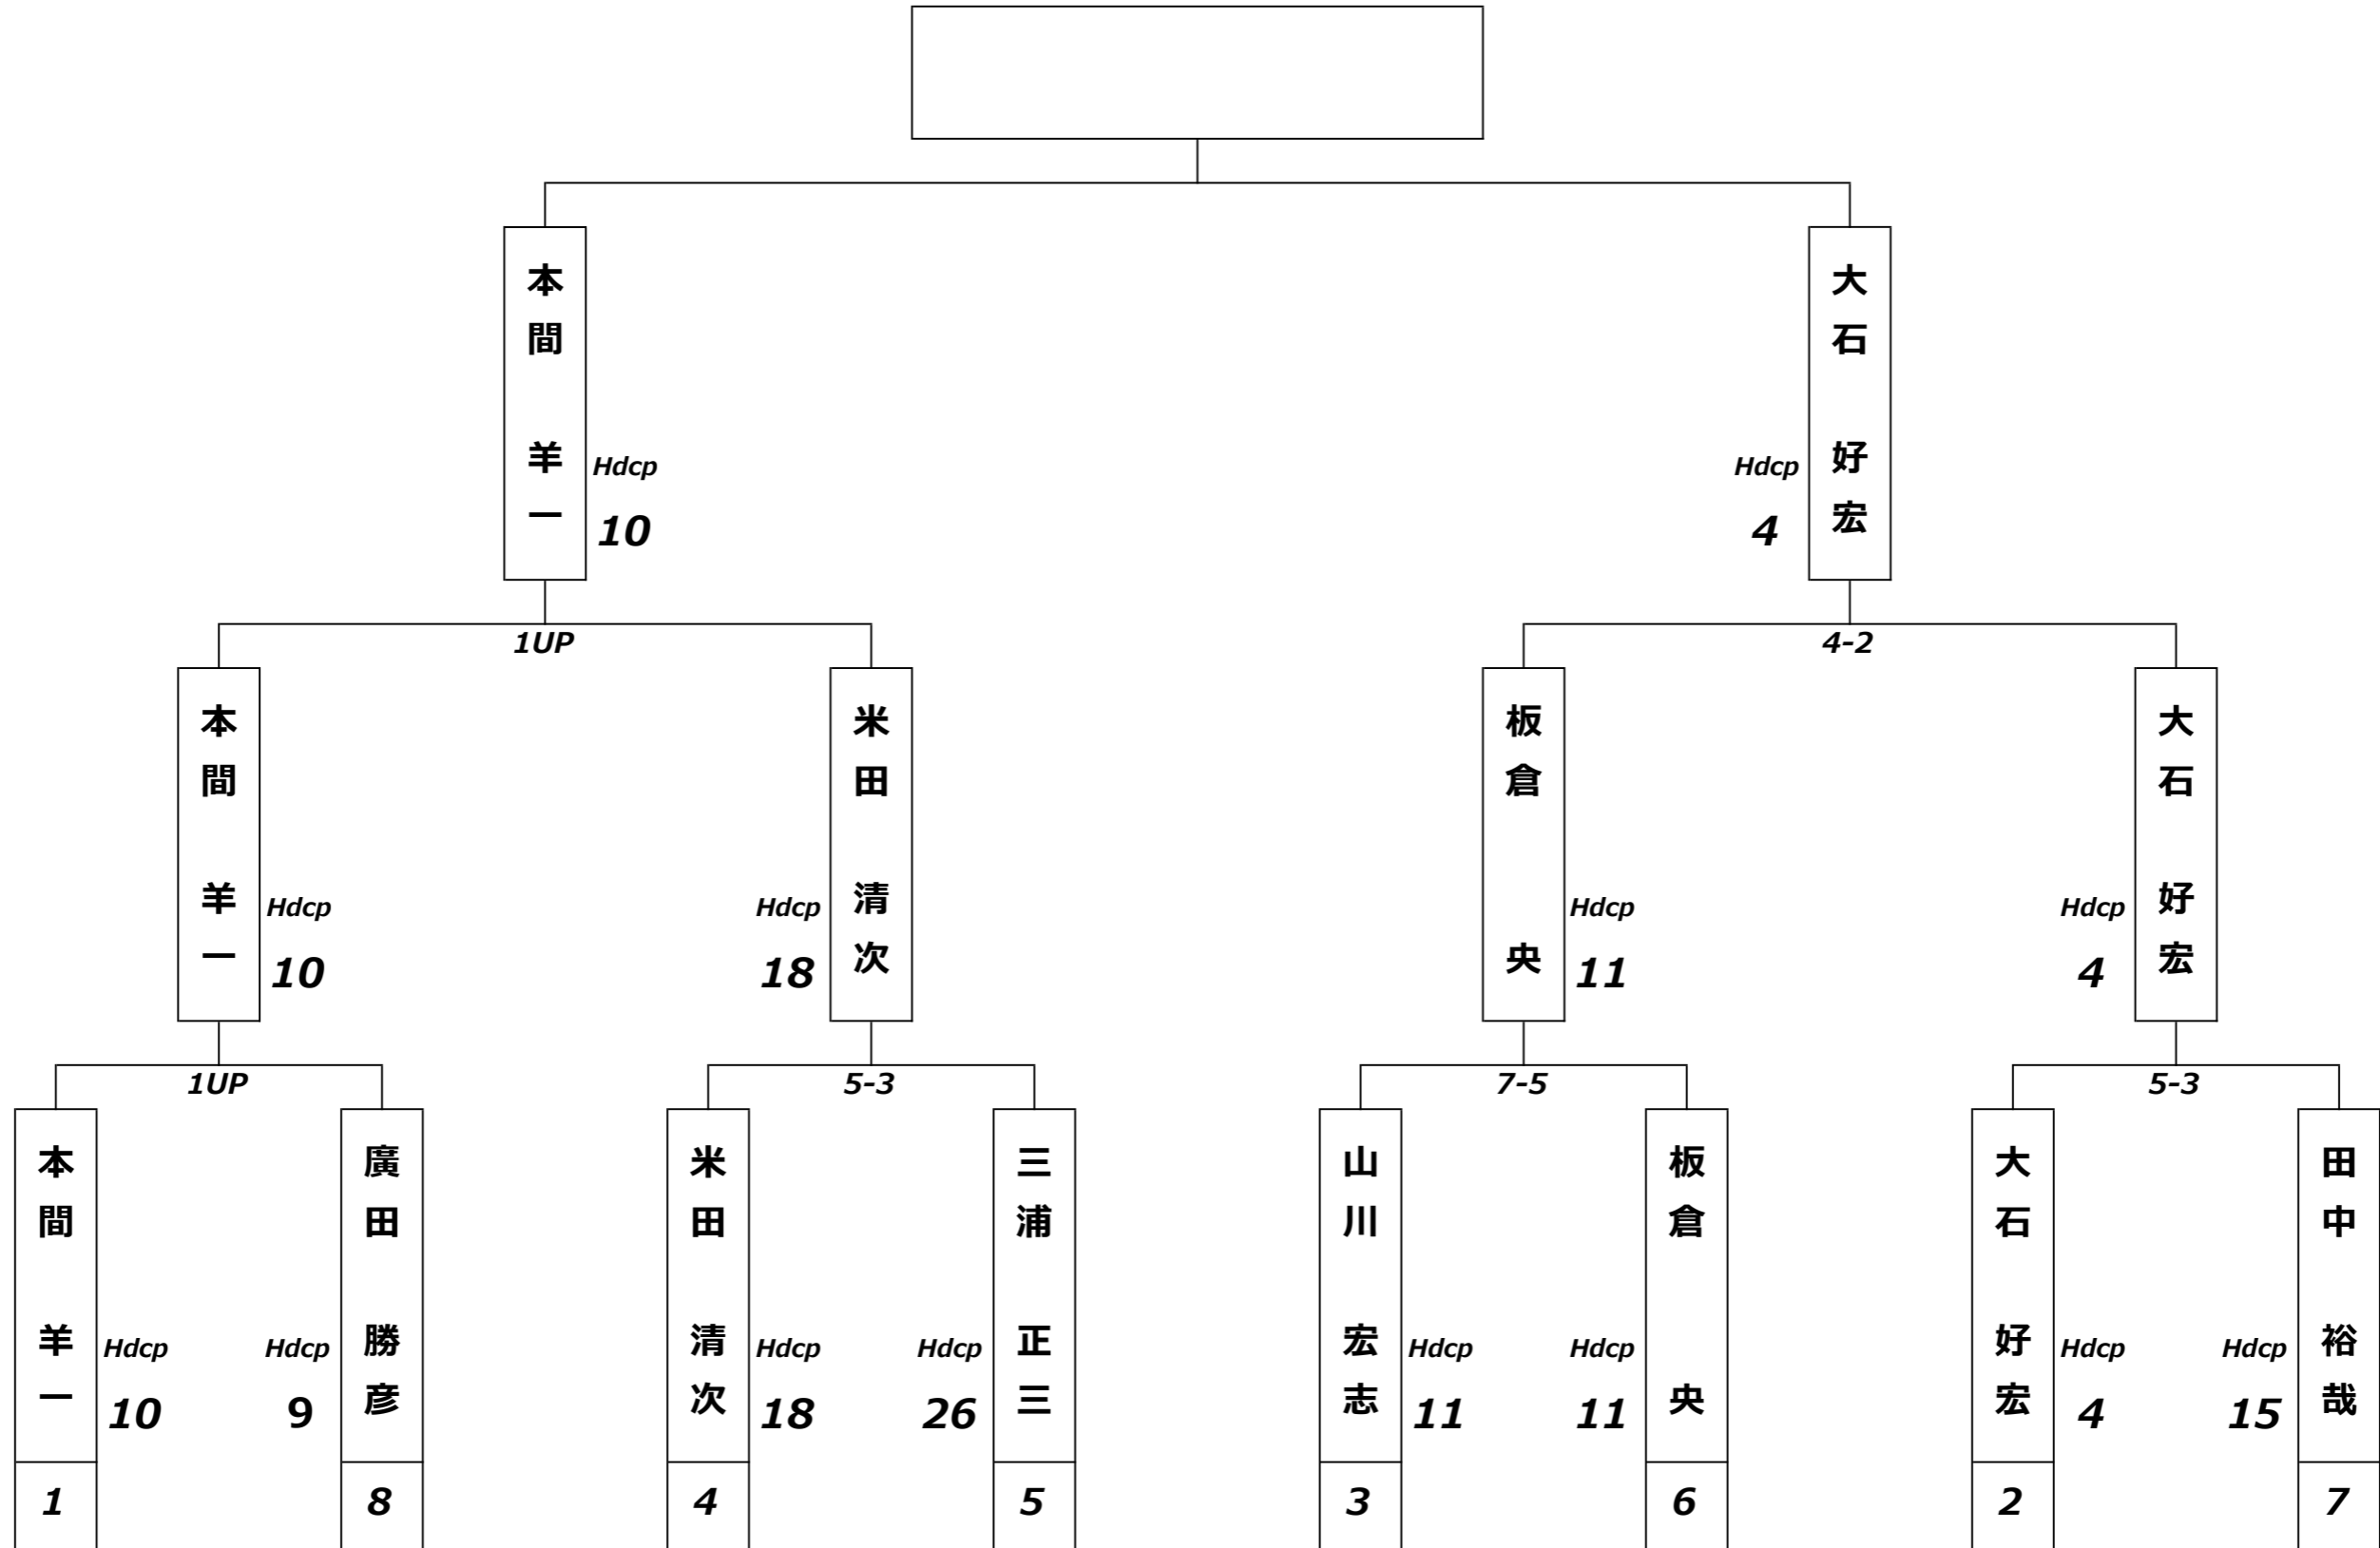 本間 羊一
Hdcp
10
大石 好宏
Hdcp
4
1UP
4-2
本間 羊一
Hdcp
10
米田 清次
Hdcp
18
板倉 央
Hdcp
11
大石 好宏
Hdcp
4
1UP
5-3
7-5
5-3
本間 羊一
Hdcp
10
1
廣田 勝彦
Hdcp
9
8
米田 清次
Hdcp
18
4
三浦 正三
Hdcp
26
5
山川 宏志
Hdcp
11
3
板倉 央
Hdcp
11
6
大石 好宏
Hdcp
4
2
田中 裕哉
Hdcp
15
7